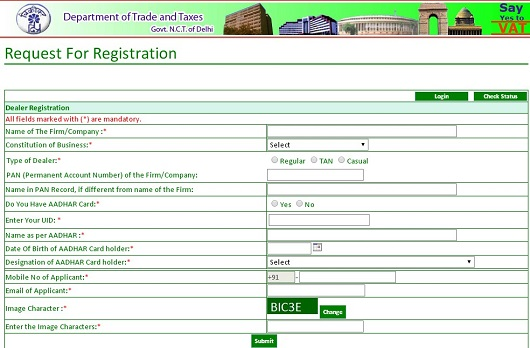 Department of Trade and Taxes
Govt. N.C.T. of Delhi
Say
Yes to
VAT
Request For Registration
Login Check Status
Dealer Registration
All fields marked with (*) are mandatory.
Name of The Firm/Company :*
Constitution of Business:* Select
Type of Dealer:* Regular TAN Casual
PAN (Permanent Account Number) of the Firm/Company:
Name in PAN Record, if different from name of the Firm:
Do You Have AADHAR Card:* Yes No
Enter Your UID: *
Name as per AADHAR :*
Date Of Birth of AADHAR Card holder:*
Designation of AADHAR Card holder:* Select
Mobile No of Applicant:* +91 -
Email of Applicant:*
Image Character :* BIC3E Change
Enter the Image Characters:*
Submit